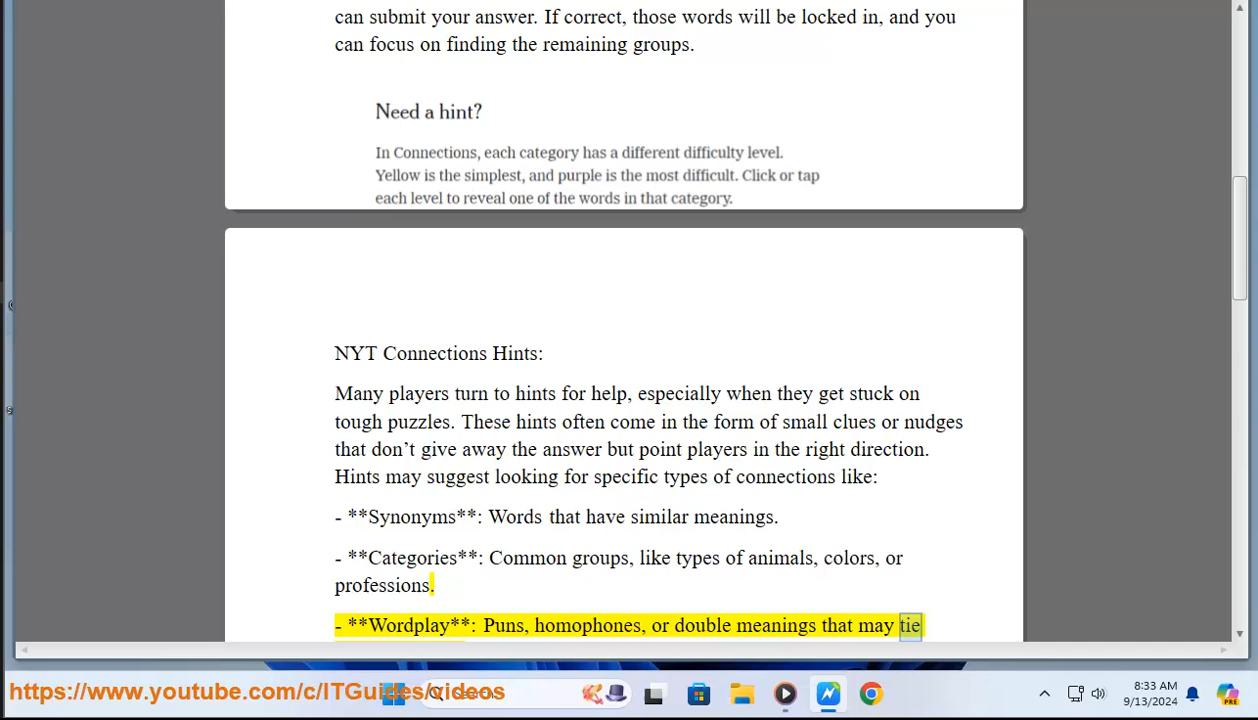 can submit your answer. If correct, those words will be locked in, and you
can focus on finding the remaining groups.
Need a hint?
In Connections, each category has a different difficulty level.
Yellow is the simplest, and purple is the most difficult. Click or tap
each level to reveal one of the words in that category.
NYT Connections Hints:
Many players turn to hints for help, especially when they get stuck on
tough puzzles. These hints often come in the form of small clues or nudges
that don’t give away the answer but point players in the right direction.
Hints may suggest looking for specific types of connections like:
- **Synonyms**: Words that have similar meanings.
- **Categories**: Common groups, like types of animals, colors, or
professions.
- **Wordplay**: Puns, homophones, or double meanings that may tie
https://www.youtube.com/c/ITGuides/videos
Search
8:33 AM
9/13/2024
PRE